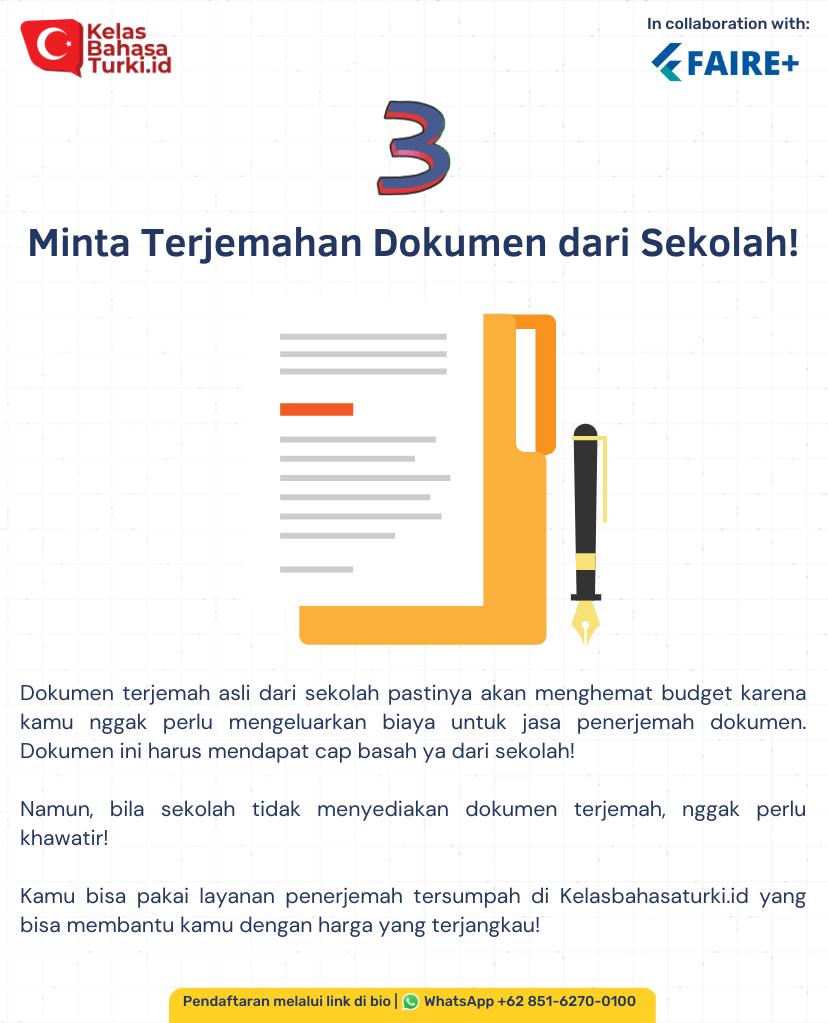 Kelas
Bahasa
Turki.id
In collaboration with:
FAIRE+
3
Minta Terjemahan Dokumen dari Sekolah!
Dokumen terjemah asli dari sekolah pastinya akan menghemat budget karena
kamu nggak perlu mengeluarkan biaya untuk jasa penerjemah dokumen.
Dokumen ini harus mendapat cap basah ya dari sekolah!
Namun, bila sekolah tidak menyediakan dokumen terjemah, nggak perlu
khawatir!
Kamu bisa pakai layanan penerjemah tersumpah di Kelasbahasaturki.id yang
bisa membantu kamu dengan harga yang terjangkau!
Pendaftaran melalui link di bio | WhatsApp +62 851-6270-0100